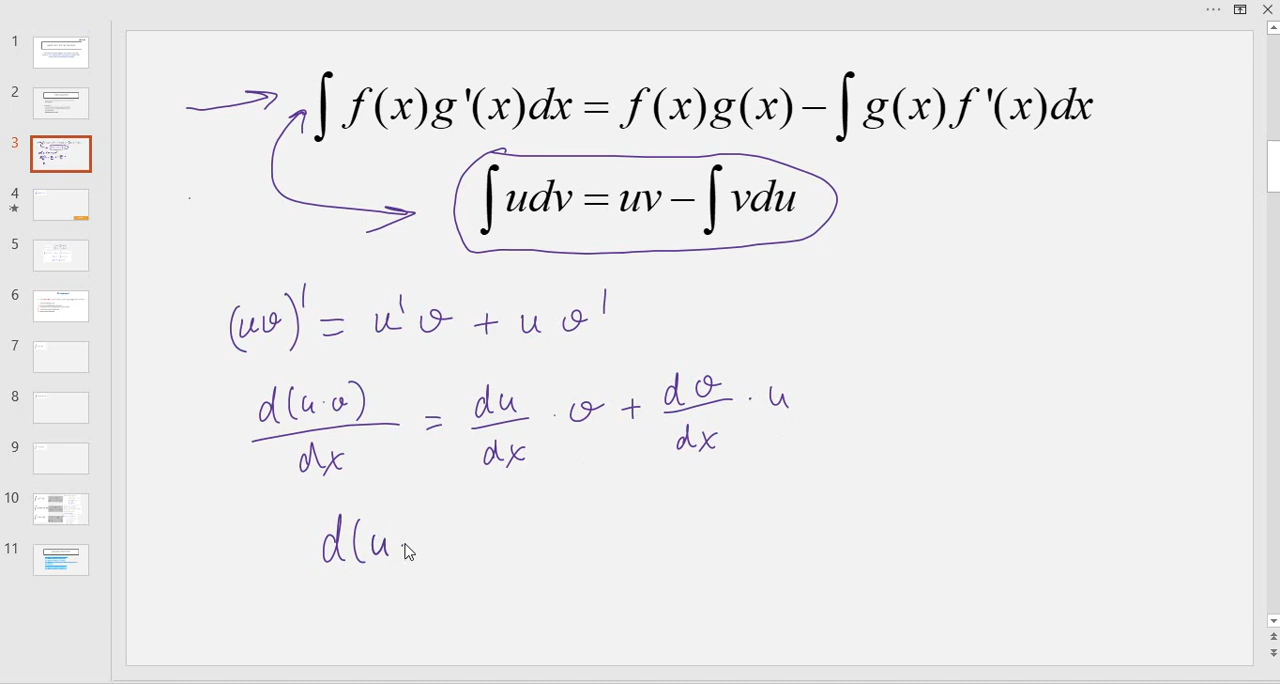 ∫ f(x)g'(x)dx = f(x)g(x) − ∫ g(x)f'(x)dx
∫ udv = uv − ∫ vdu
(uv)' = u'v + uv'
d(u·v)/dx = du/dx · v + dv/dx · u
d(u ·
1
2
3
4
5
6
7
8
9
10
11